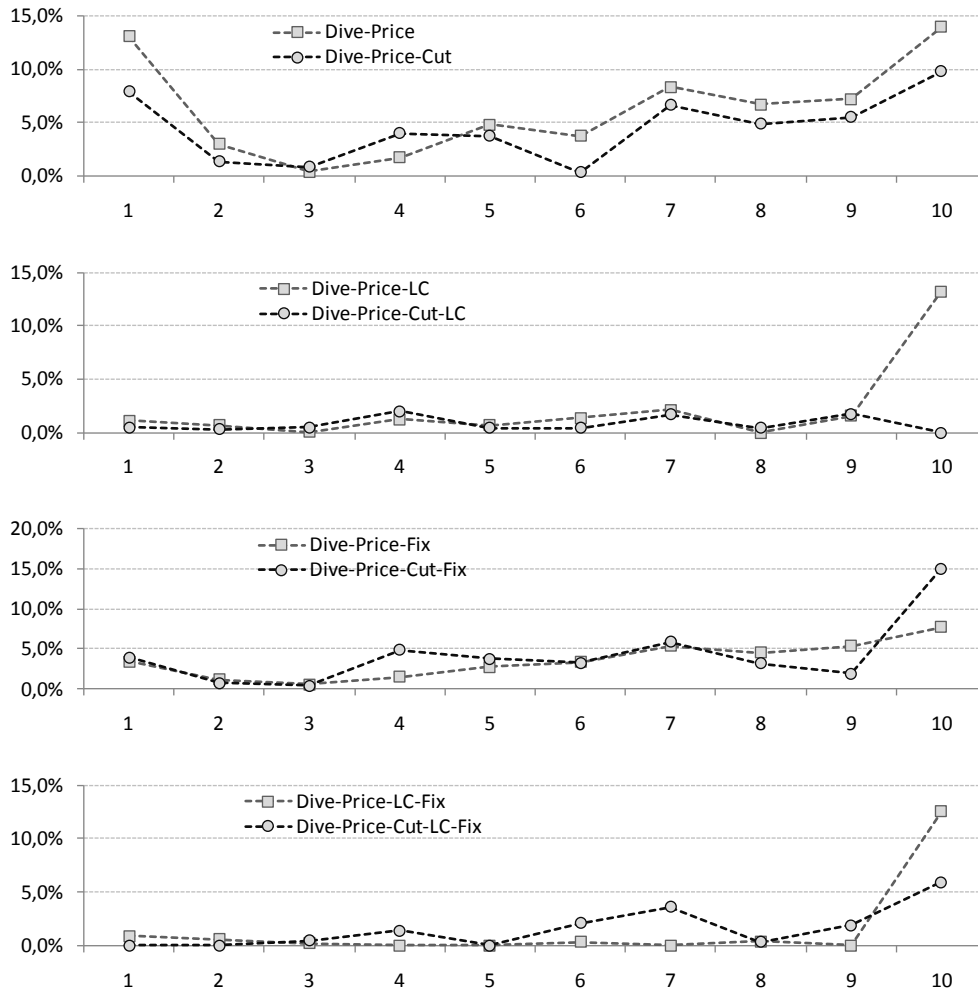 15,0%
Dive-Price
Dive-Price-Cut
10,0%
5,0%
0,0%
1 2 3 4 5 6 7 8 9 10
15,0%
Dive-Price-LC
Dive-Price-Cut-LC
10,0%
5,0%
0,0%
1 2 3 4 5 6 7 8 9 10
20,0%
Dive-Price-Fix
15,0%
Dive-Price-Cut-Fix
10,0%
5,0%
0,0%
1 2 3 4 5 6 7 8 9 10
15,0%
Dive-Price-LC-Fix
Dive-Price-Cut-LC-Fix
10,0%
5,0%
0,0%
1 2 3 4 5 6 7 8 9 10